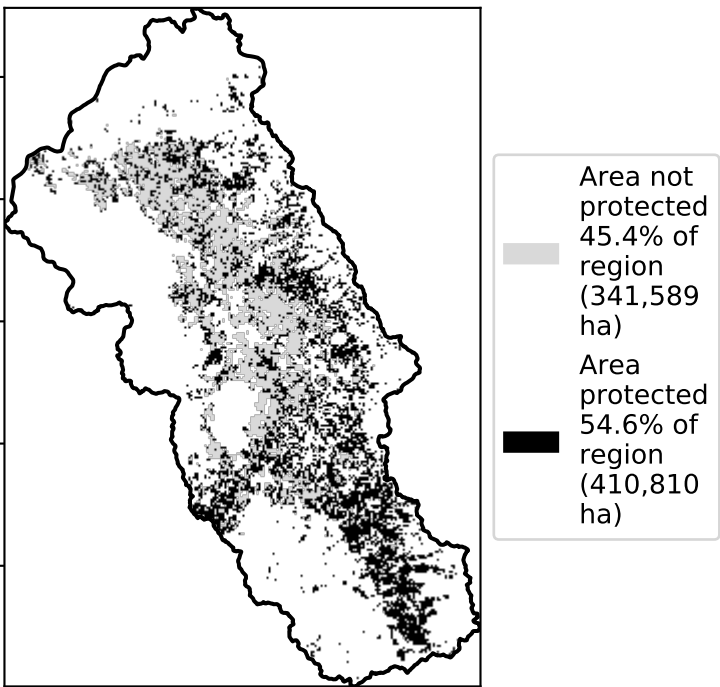 Area not
protected
45.4% of
region
(341,589
ha)
Area
protected
54.6% of
region
(410,810
ha)